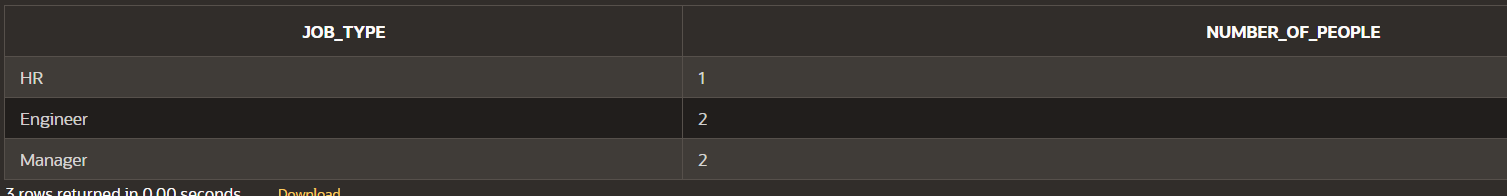 JOB_TYPE NUMBER_OF_PEOPLE
HR 1
Engineer 2
Manager 2
3 rows returned in 0.00 seconds Download